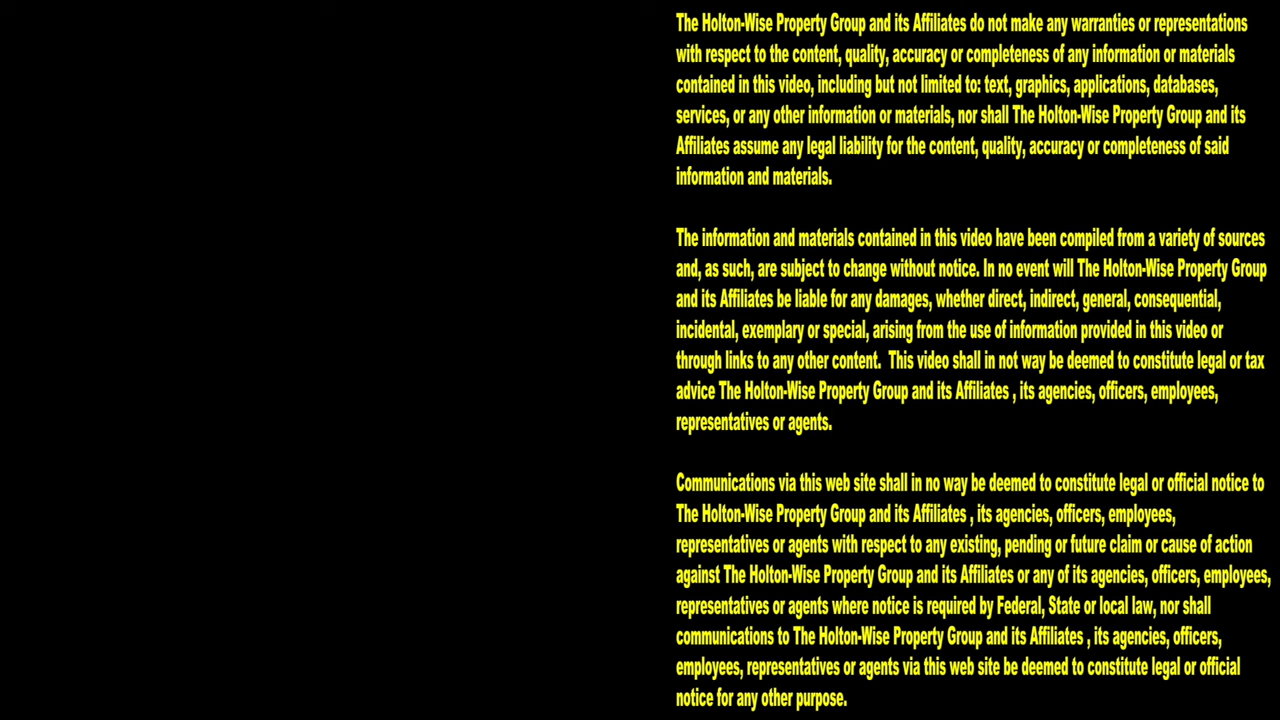 The Holton-Wise Property Group and its Affiliates do not make any warranties or representations
with respect to the content, quality, accuracy or completeness of any information or materials
contained in this video, including but not limited to: text, graphics, applications, databases,
services, or any other information or materials, nor shall The Holton-Wise Property Group and its
Affiliates assume any legal liability for the content, quality, accuracy or completeness of said
information and materials.
The information and materials contained in this video have been compiled from a variety of sources
and, as such, are subject to change without notice. In no event will The Holton-Wise Property Group
and its Affiliates be liable for any damages, whether direct, indirect, general, consequential,
incidental, exemplary or special, arising from the use of information provided in this video or
through links to any other content.  This video shall in not way be deemed to constitute legal or tax
advice The Holton-Wise Property Group and its Affiliates , its agencies, officers, employees,
representatives or agents.
Communications via this web site shall in no way be deemed to constitute legal or official notice to
The Holton-Wise Property Group and its Affiliates , its agencies, officers, employees,
representatives or agents with respect to any existing, pending or future claim or cause of action
against The Holton-Wise Property Group and its Affiliates or any of its agencies, officers, employees,
representatives or agents where notice is required by Federal, State or local law, nor shall
communications to The Holton-Wise Property Group and its Affiliates , its agencies, officers,
employees, representatives or agents via this web site be deemed to constitute legal or official
notice for any other purpose.